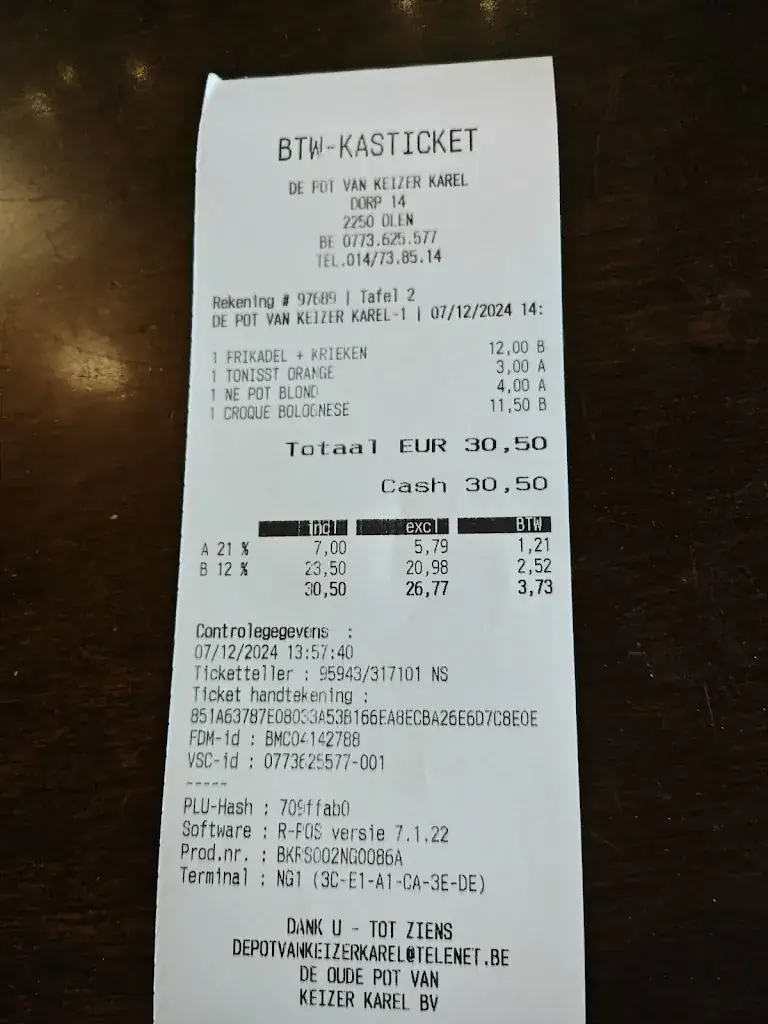 BTW-KASTICKET
DE POT VAN KEIZER KAREL
DORP 14
2250 OLEN
BE 0773.625.577
TEL.014/73.85.14
Rekening # 97689 | Tafel 2
DE POT VAN KEIZER KAREL-1 | 07/12/2024 14:
1 FRIKADEL + KRIEKEN 12,00 B
1 TONISST ORANGE 3,00 A
1 NE POT BLOND 4,00 A
1 CROQUE BOLOGNESE 11,50 B
Totaal EUR 30,50
Cash 30,50
incl excl BTW
A 21 % 7,00 5,79 1,21
B 12 % 23,50 20,98 2,52
30,50 26,77 3,73
Controlegegevens :
07/12/2024 13:57:40
Ticketteller : 95943/317101 NS
Ticket handtekening :
851A63787E08033A53B166EA8ECBA26E6D7C8E0E
FDM-id : BMC04142788
VSC-id : 0773625577-001
-----
PLU-Hash : 709ffab0
Software : R-POS versie 7.1.22
Prod.nr. : BKRS002NG0086A
Terminal : NG1 (3C-E1-A1-CA-3E-DE)
DANK U - TOT ZIENS
DEPOTVANKEIZERKAREL@TELENET.BE
DE OUDE POT VAN
KEIZER KAREL BV